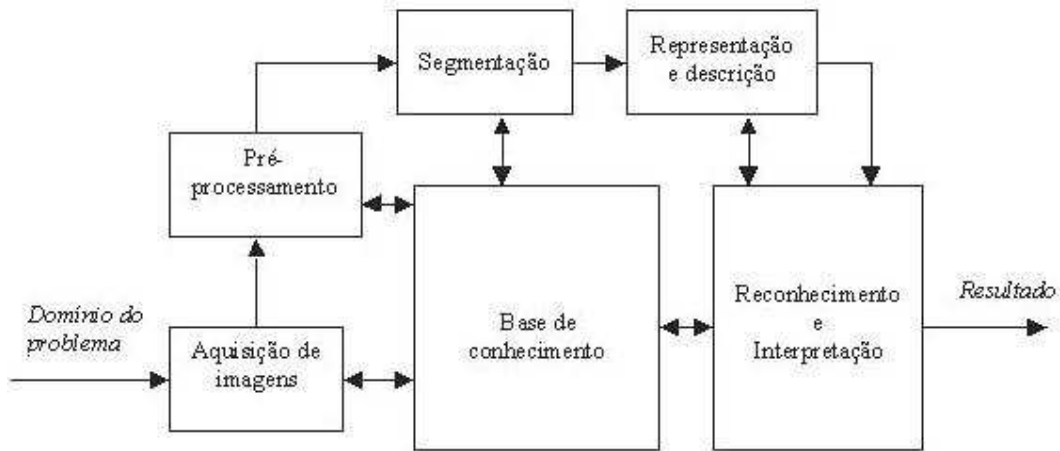 Segmentação
Representação
e descrição
Pré-
processamento
Domínio do
problema
Aquisição de
imagens
Base de
conhecimento
Reconhecimento
e
Interpretação
Resultado